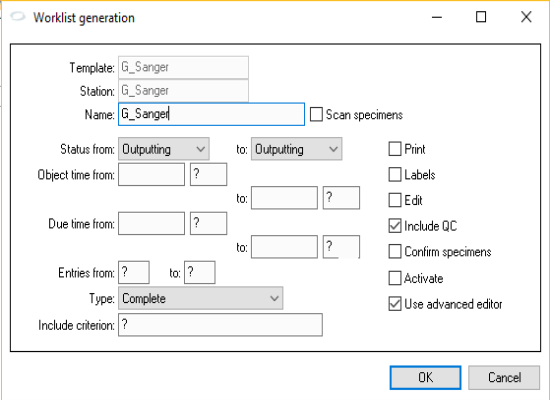 Worklist generation
Template: G_Sanger
Station: G_Sanger
Name: G_Sanger Scan specimens
Status from: Outputting to: Outputting Print
Object time from: ? Labels
to: ? Edit
Due time from: ? Include QC
to: ? Confirm specimens
Entries from: ? to: ? Activate
Type: Complete Use advanced editor
Include criterion: ?
OK Cancel